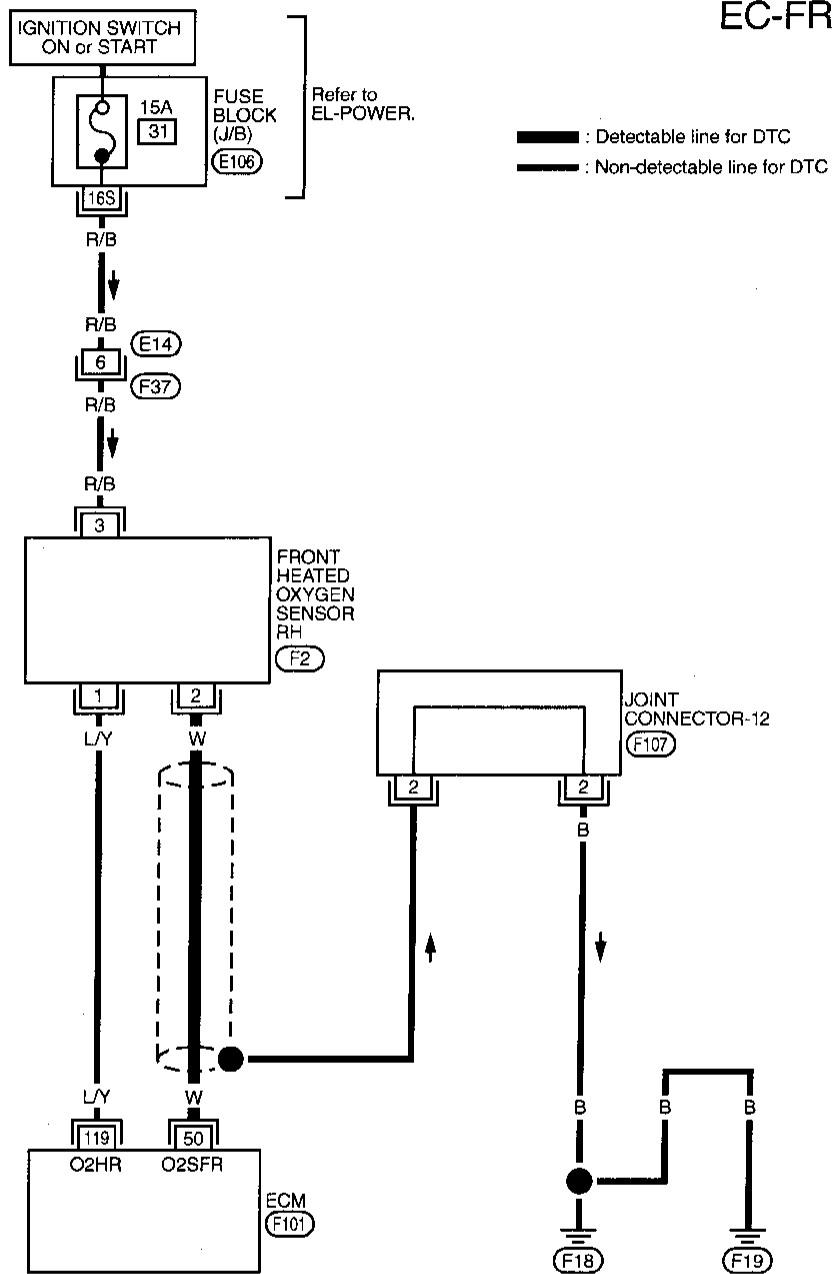 EC-FR
IGNITION SWITCH
ON or START
FUSE
BLOCK
(J/B)
E106
15A
31
Refer to
EL-POWER.
: Detectable line for DTC
: Non-detectable line for DTC
16S
R/B
R/B
E14
6
F37
R/B
R/B
3
FRONT
HEATED
OXYGEN
SENSOR
RH
F2
1
2
L/Y
W
JOINT
CONNECTOR-12
F107
2
2
B
L/Y
W
B
B
B
119
50
O2HR
O2SFR
ECM
F101
F18
F19